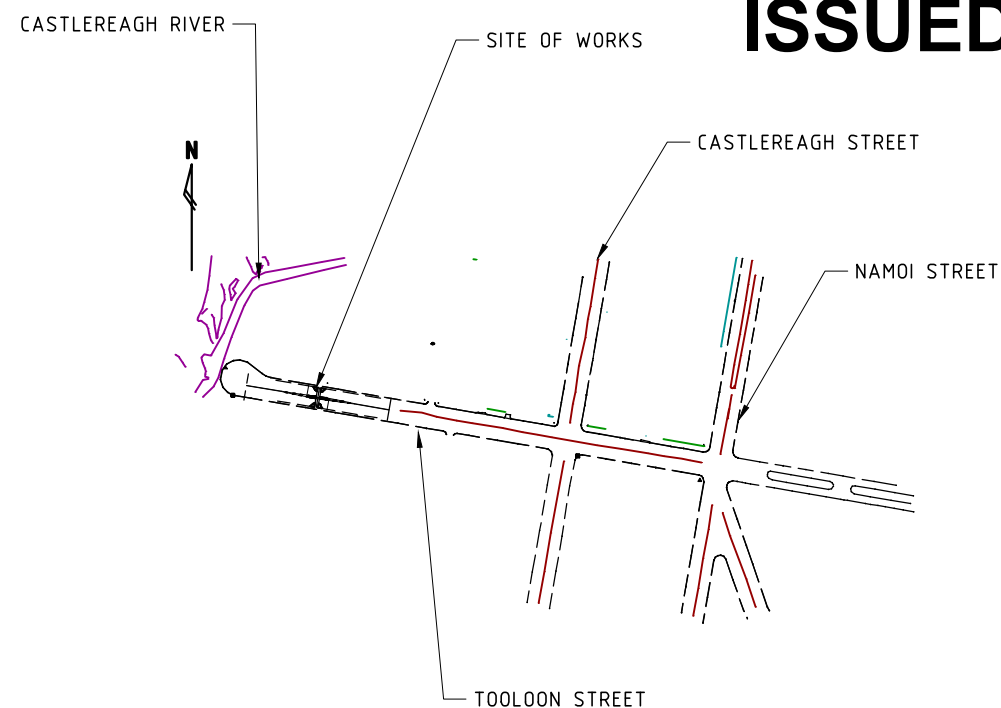 CASTLEREAGH RIVER
ISSUED
SITE OF WORKS
N
CASTLEREAGH STREET
NAMOI STREET
TOOLOON STREET